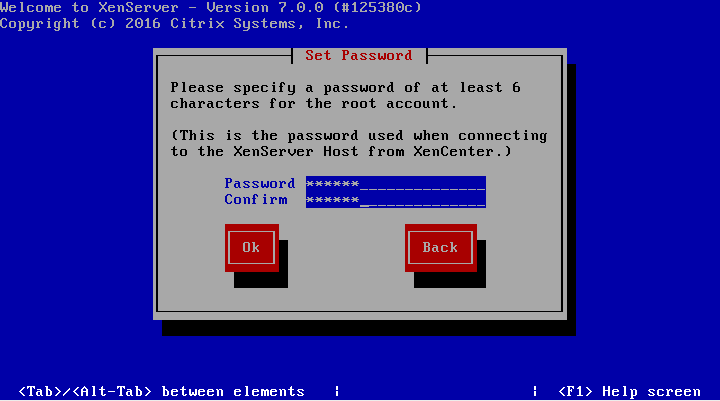 Welcome to XenServer - Version 7.0.0 (#125380c)
Copyright (c) 2016 Citrix Systems, Inc.
Set Password
Please specify a password of at least 6
characters for the root account.
(This is the password used when connecting
to the XenServer Host from XenCenter.)
Password ******______________
Confirm ******______________
Ok Back
<Tab>/<Alt-Tab> between elements | | <F1> Help screen